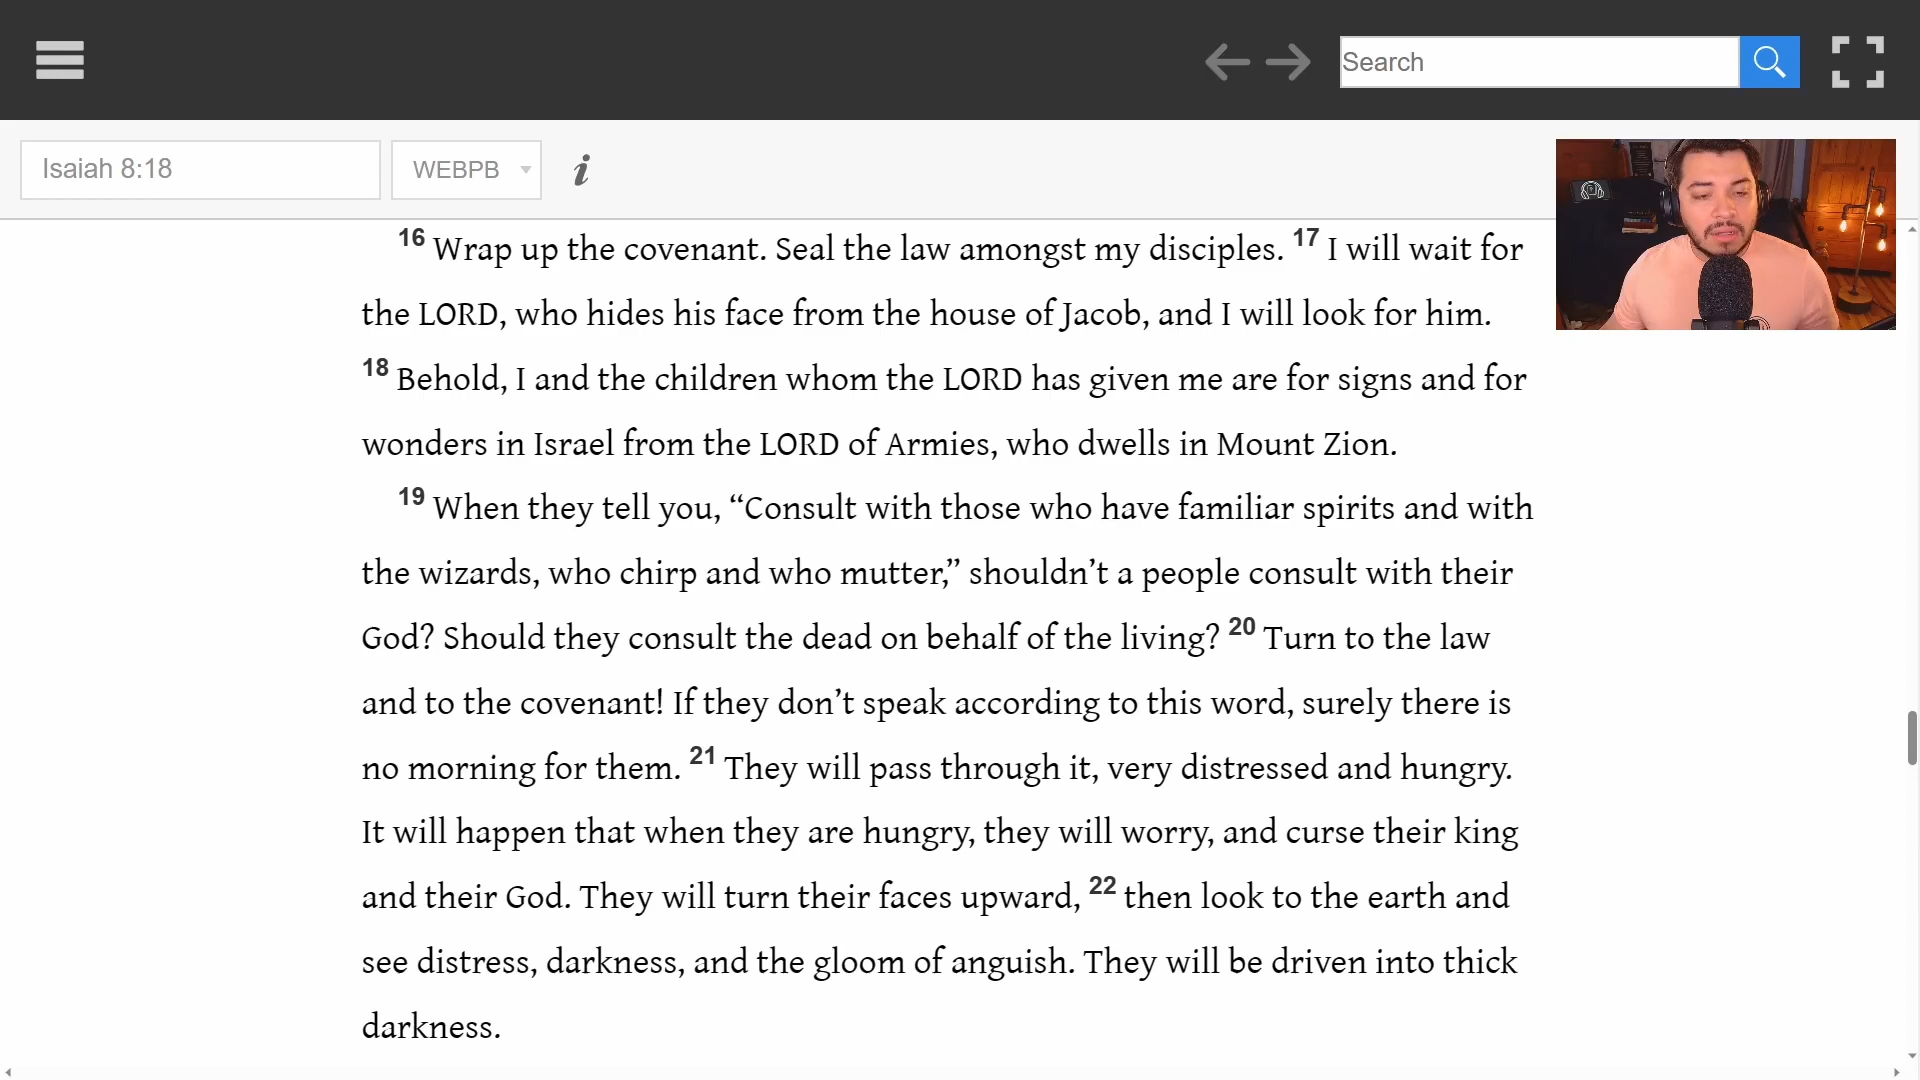 Search
Isaiah 8:18
WEBPB
i
16 Wrap up the covenant. Seal the law amongst my disciples. 17 I will wait for
the LORD, who hides his face from the house of Jacob, and I will look for him.
18 Behold, I and the children whom the LORD has given me are for signs and for
wonders in Israel from the LORD of Armies, who dwells in Mount Zion.
19 When they tell you, “Consult with those who have familiar spirits and with
the wizards, who chirp and who mutter,” shouldn’t a people consult with their
God? Should they consult the dead on behalf of the living? 20 Turn to the law
and to the covenant! If they don’t speak according to this word, surely there is
no morning for them. 21 They will pass through it, very distressed and hungry.
It will happen that when they are hungry, they will worry, and curse their king
and their God. They will turn their faces upward, 22 then look to the earth and
see distress, darkness, and the gloom of anguish. They will be driven into thick
darkness.